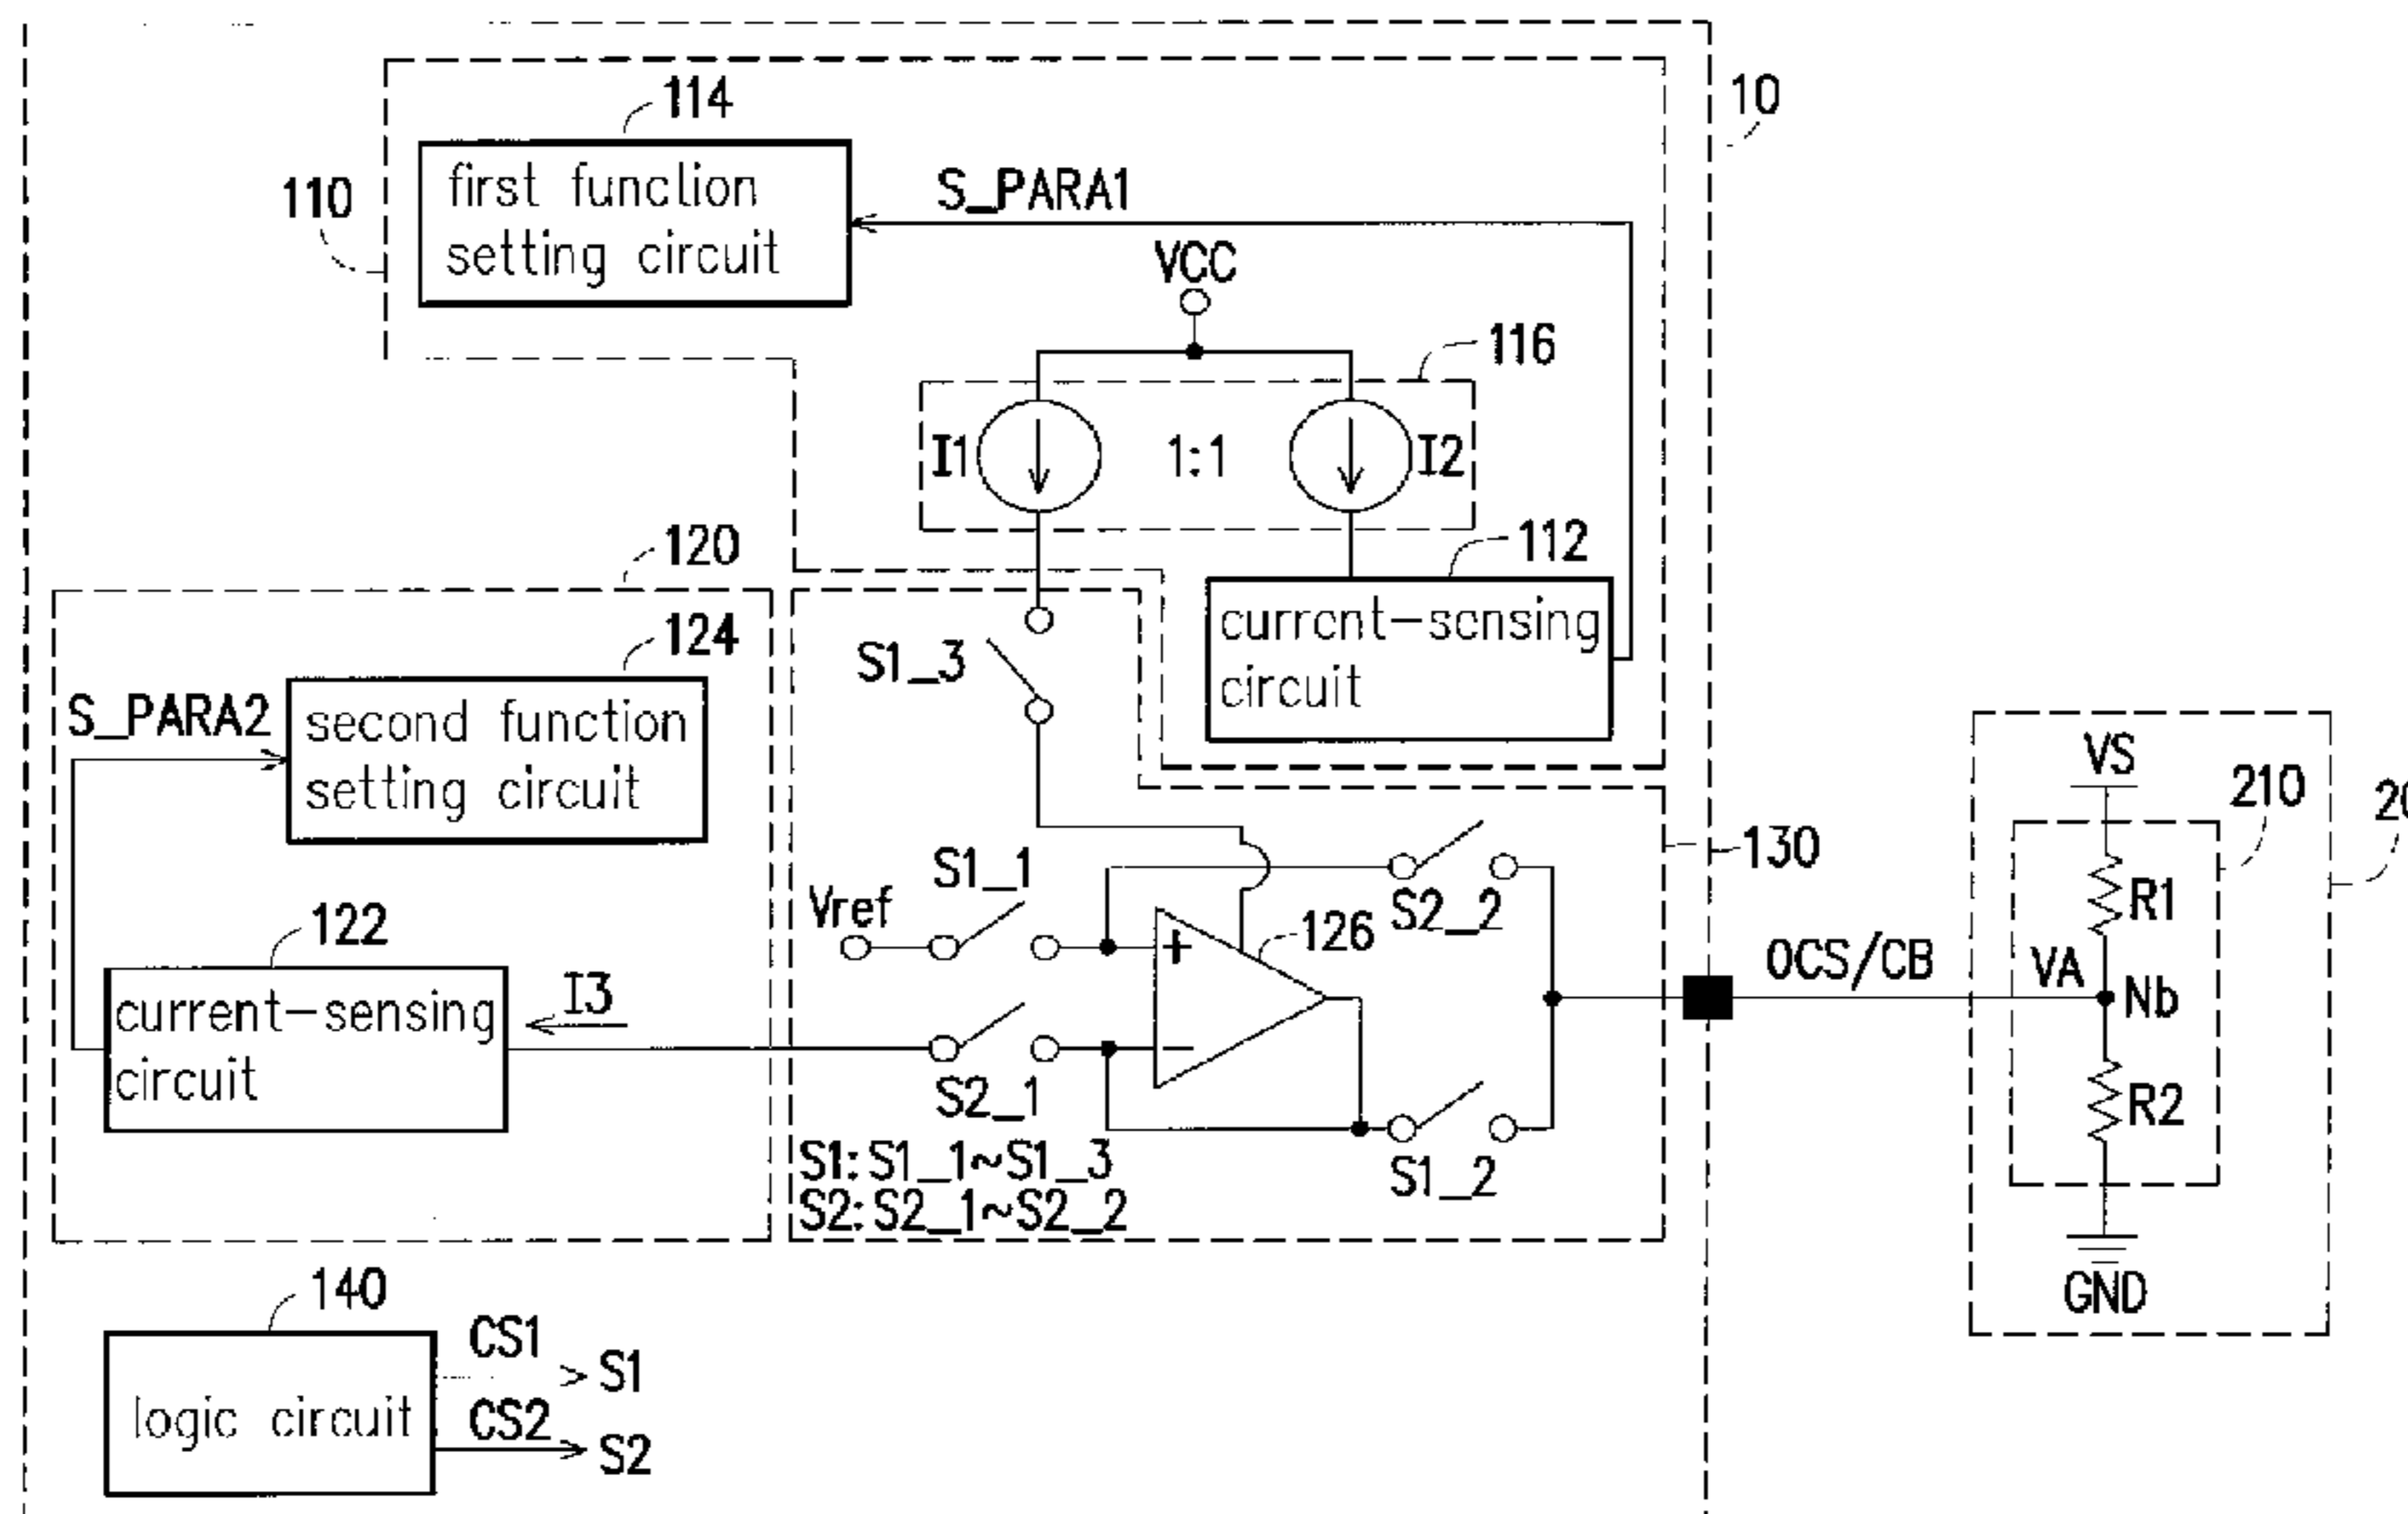 10
114
110
first function
setting circuit
S_PARA1
VCC
116
I1
1:1
I2
120
112
current-sensing
circuit
124
S1_3
S_PARA2
second function
setting circuit
VS
210
20
130
S1_1
Vref
S2_2
R1
122
126
OCS/CB
VA
Nb
current-sensing
circuit
I3
S2_1
R2
S1: S1_1~S1_3
S2: S2_1~S2_2
S1_2
GND
140
CS1
S1
logic circuit
CS2
S2